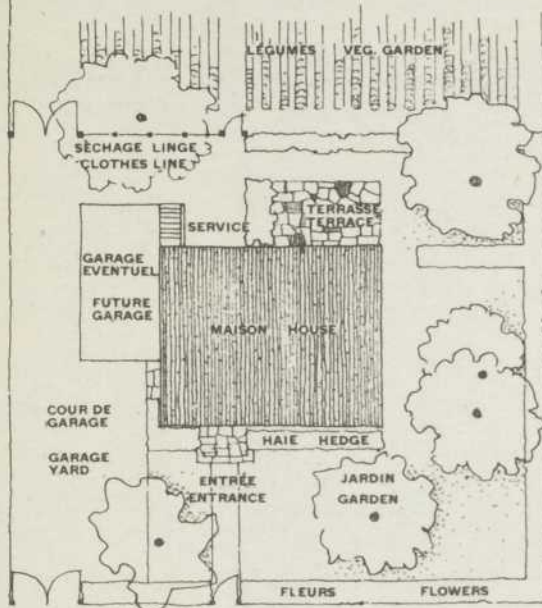 LÉGUMES VEG. GARDEN
SÉCHAGE LINGE
CLOTHES LINE
SERVICE
TERRASSE
TERRACE
GARAGE
EVENTUEL
FUTURE
GARAGE
MAISON HOUSE
COUR DE
GARAGE
GARAGE
YARD
HAIE HEDGE
ENTRÉE
ENTRANCE
JARDIN
GARDEN
FLEURS FLOWERS